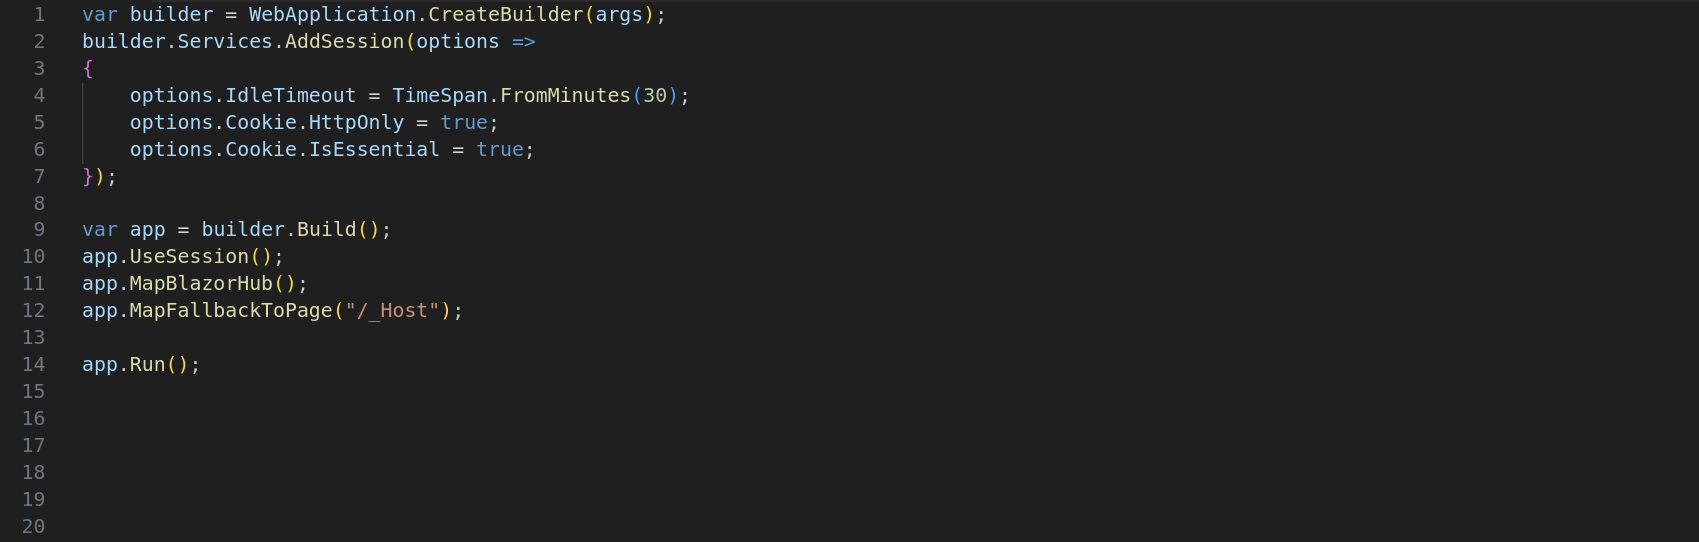 1 var builder = WebApplication.CreateBuilder(args);
2 builder.Services.AddSession(options =>
3 {
4     options.IdleTimeout = TimeSpan.FromMinutes(30);
5     options.Cookie.HttpOnly = true;
6     options.Cookie.IsEssential = true;
7 });
8
9 var app = builder.Build();
10 app.UseSession();
11 app.MapBlazorHub();
12 app.MapFallbackToPage("/_Host");
13
14 app.Run();
15
16
17
18
19
20